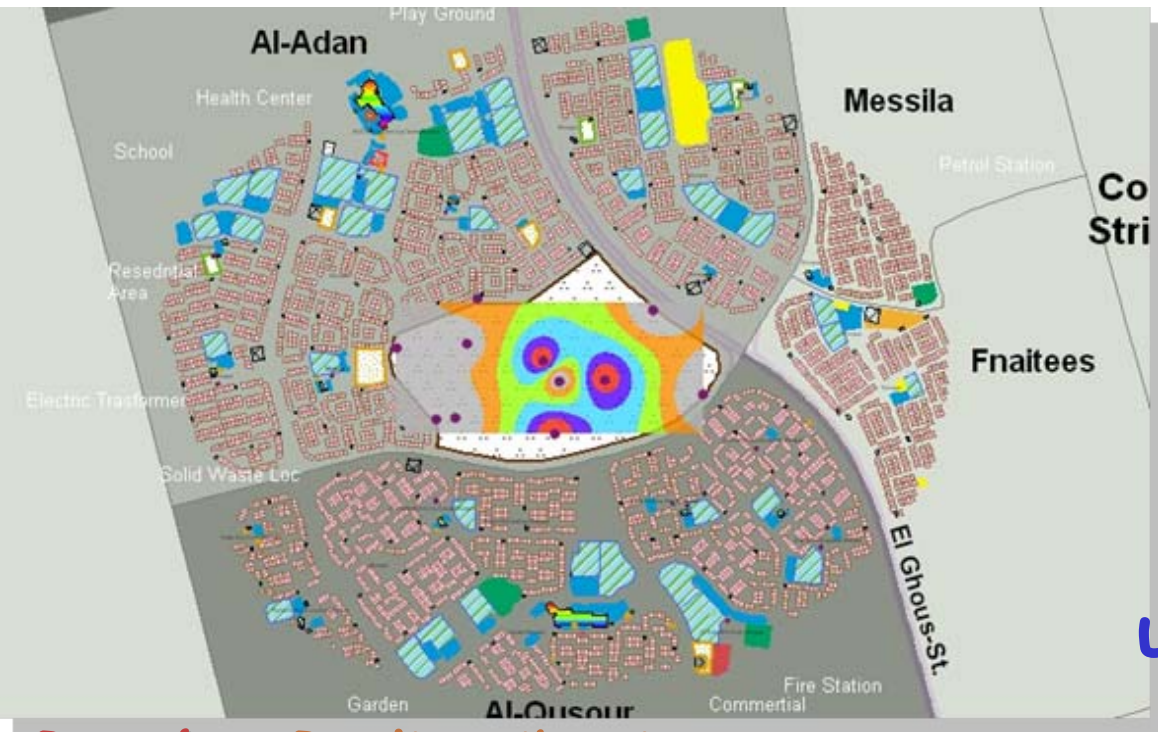 Play Ground
Al-Adan
Health Center
Messila
School
Petrol Station
Co
Stri
Resedntial
Area
Fnaitees
Electric Trasformer
Solid Waste Loc
El Ghous-St.
Fire Station
Garden
Commertial
Al-Qusour